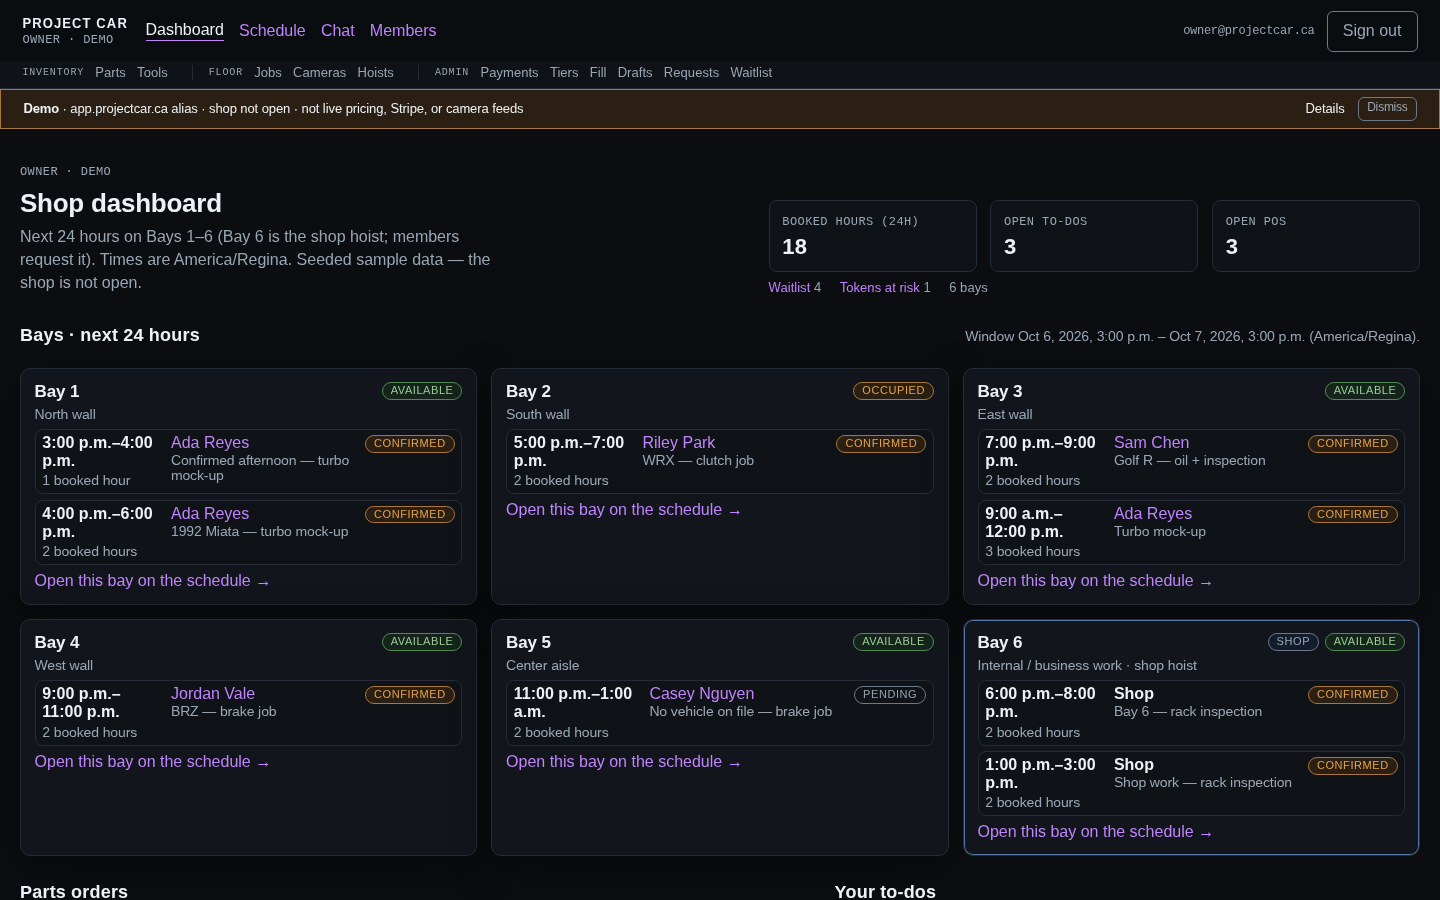 PROJECT CAR
OWNER · DEMO
Dashboard Schedule Chat Members
owner@projectcar.ca
Sign out
INVENTORY Parts Tools FLOOR Jobs Cameras Hoists ADMIN Payments Tiers Fill Drafts Requests Waitlist
Demo · app.projectcar.ca alias · shop not open · not live pricing, Stripe, or camera feeds
Details Dismiss
OWNER · DEMO
Shop dashboard
Next 24 hours on Bays 1–6 (Bay 6 is the shop hoist; members
request it). Times are America/Regina. Seeded sample data — the
shop is not open.
BOOKED HOURS (24H)
18
OPEN TO-DOS
3
OPEN POS
3
Waitlist 4 Tokens at risk 1 6 bays
Bays · next 24 hours
Window Oct 6, 2026, 3:00 p.m. – Oct 7, 2026, 3:00 p.m. (America/Regina).
Bay 1
AVAILABLE
North wall
3:00 p.m.–4:00
p.m.
1 booked hour
Ada Reyes
Confirmed afternoon — turbo
mock-up
CONFIRMED
4:00 p.m.–6:00
p.m.
2 booked hours
Ada Reyes
1992 Miata — turbo mock-up
CONFIRMED
Open this bay on the schedule →
Bay 2
OCCUPIED
South wall
5:00 p.m.–7:00
p.m.
2 booked hours
Riley Park
WRX — clutch job
CONFIRMED
Open this bay on the schedule →
Bay 3
AVAILABLE
East wall
7:00 p.m.–9:00
p.m.
2 booked hours
Sam Chen
Golf R — oil + inspection
CONFIRMED
9:00 a.m.–
12:00 p.m.
3 booked hours
Ada Reyes
Turbo mock-up
CONFIRMED
Open this bay on the schedule →
Bay 4
AVAILABLE
West wall
9:00 p.m.–
11:00 p.m.
2 booked hours
Jordan Vale
BRZ — brake job
CONFIRMED
Open this bay on the schedule →
Bay 5
AVAILABLE
Center aisle
11:00 p.m.–1:00
a.m.
2 booked hours
Casey Nguyen
No vehicle on file — brake job
PENDING
Open this bay on the schedule →
Bay 6
SHOP AVAILABLE
Internal / business work · shop hoist
6:00 p.m.–8:00
p.m.
2 booked hours
Shop
Bay 6 — rack inspection
CONFIRMED
1:00 p.m.–3:00
p.m.
2 booked hours
Shop
Shop work — rack inspection
CONFIRMED
Open this bay on the schedule →
Parts orders
Your to-dos